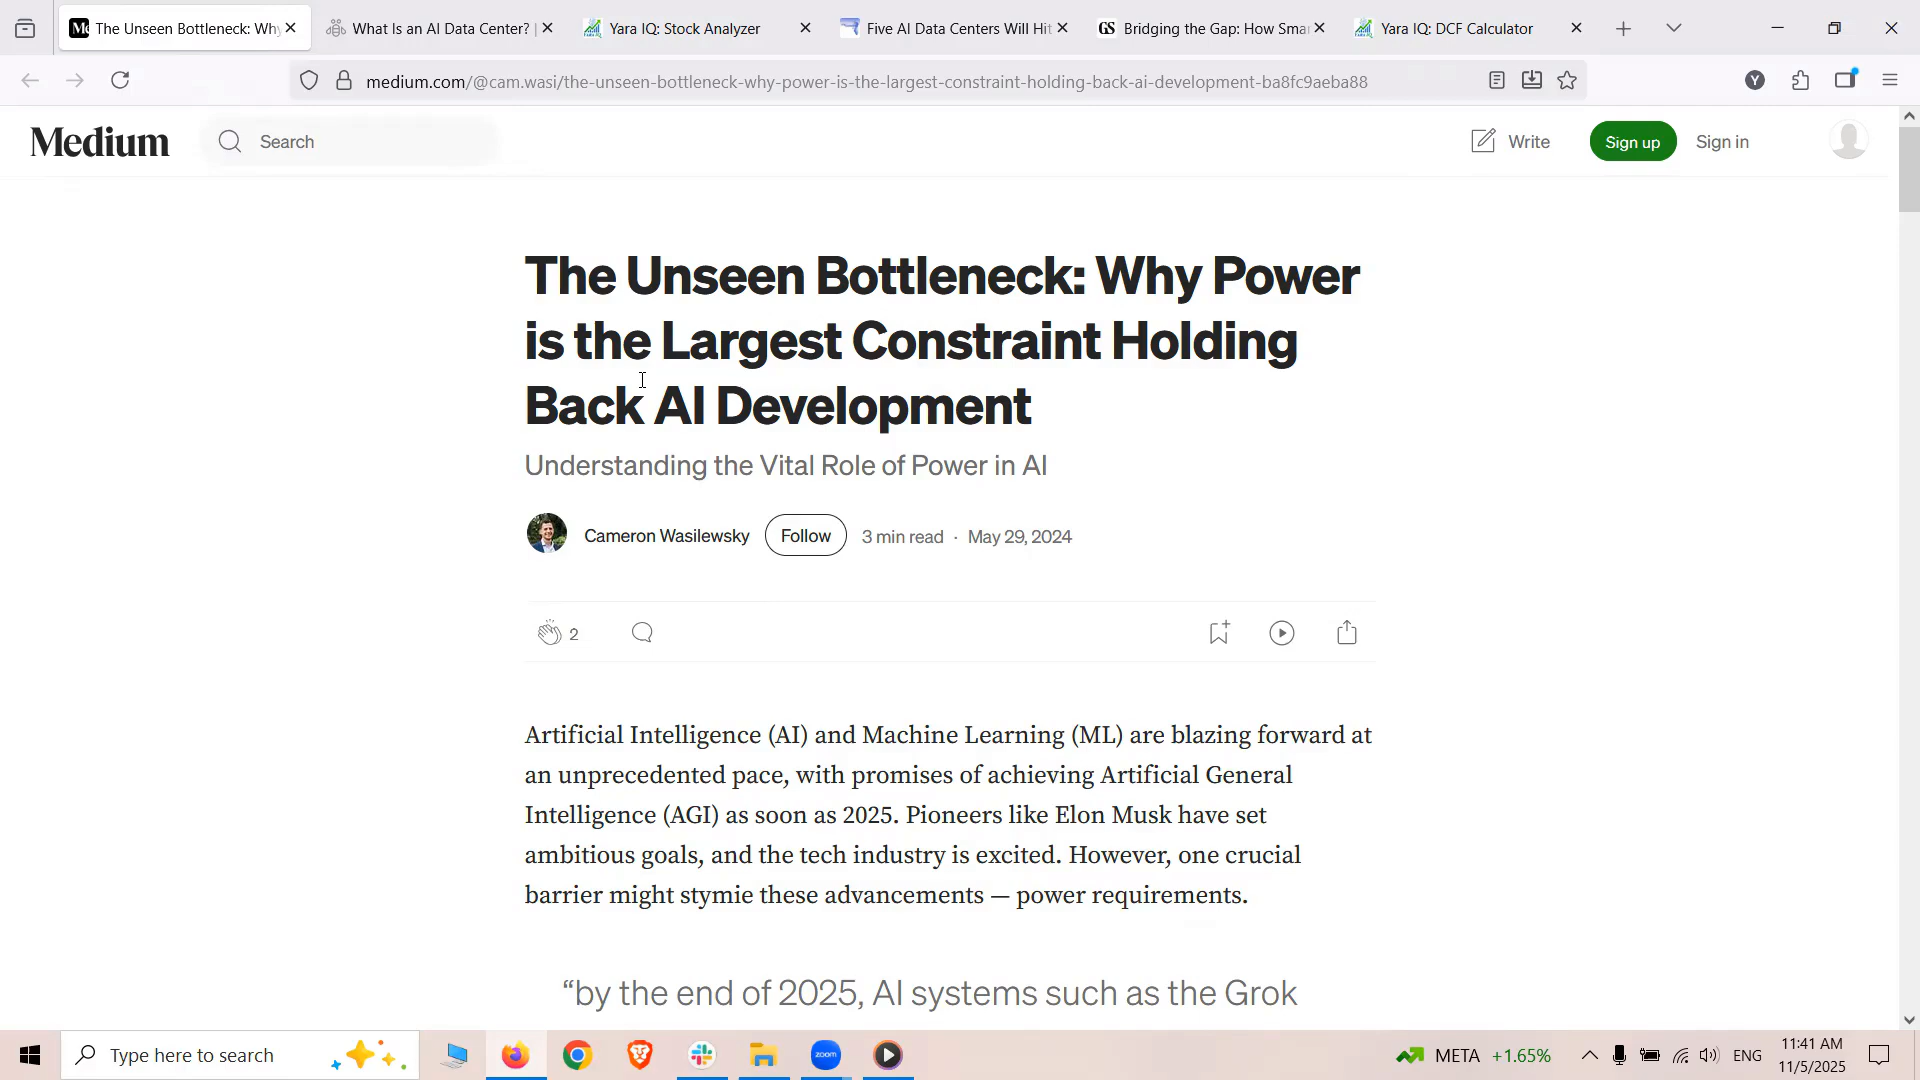 The Unseen Bottleneck: Why
What Is an AI Data Center? |
Yara IQ: Stock Analyzer
Five AI Data Centers Will Hit
GS Bridging the Gap: How Smar
Yara IQ: DCF Calculator
medium.com/@cam.wasi/the-unseen-bottleneck-why-power-is-the-largest-constraint-holding-back-ai-development-ba8fc9aeba88
Y
Medium
Search
Write
Sign up
Sign in
The Unseen Bottleneck: Why Power
is the Largest Constraint Holding
Back AI Development
Understanding the Vital Role of Power in AI
Cameron Wasilewsky
Follow
3 min read · May 29, 2024
2
Artificial Intelligence (AI) and Machine Learning (ML) are blazing forward at
an unprecedented pace, with promises of achieving Artificial General
Intelligence (AGI) as soon as 2025. Pioneers like Elon Musk have set
ambitious goals, and the tech industry is excited. However, one crucial
barrier might stymie these advancements — power requirements.
“by the end of 2025, AI systems such as the Grok
Type here to search
zoom
META +1.65%
ENG
11:41 AM
11/5/2025